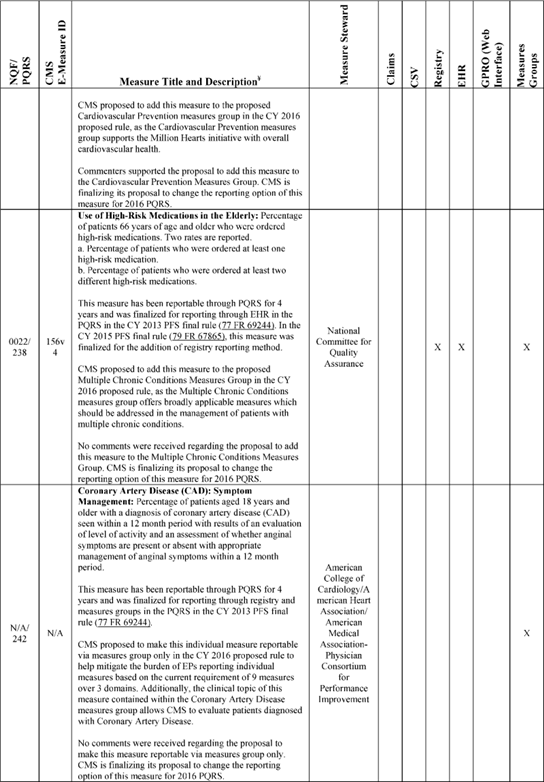 NQF/
PQRS
CMS
E-Measure ID
Measure Title and Description¥
Measure Steward
Claims
CSV
Registry
EHR
GPRO (Web
Interface)
Measures
Groups
CMS proposed to add this measure to the proposed
Cardiovascular Prevention measures group in the CY 2016
proposed rule, as the Cardiovascular Prevention measures
group supports the Million Hearts initiative with overall
cardiovascular health.
Commenters supported the proposal to add this measure to
the Cardiovascular Prevention Measures Group. CMS is
finalizing its proposal to change the reporting option of this
measure for 2016 PQRS.
0022/
238
156v
4
Use of High-Risk Medications in the Elderly: Percentage
of patients 66 years of age and older who were ordered
high-risk medications. Two rates are reported.
a. Percentage of patients who were ordered at least one
high-risk medication.
b. Percentage of patients who were ordered at least two
different high-risk medications.
This measure has been reportable through PQRS for 4
years and was finalized for reporting through EHR in the
PQRS in the CY 2013 PFS final rule (77 FR 69244). In the
CY 2015 PFS final rule (79 FR 67865), this measure was
finalized for the addition of registry reporting method.
CMS proposed to add this measure to the proposed
Multiple Chronic Conditions Measures Group in the CY
2016 proposed rule, as the Multiple Chronic Conditions
measures group offers broadly applicable measures which
should be addressed in the management of patients with
multiple chronic conditions.
No comments were received regarding the proposal to add
this measure to the Multiple Chronic Conditions Measures
Group. CMS is finalizing its proposal to change the
reporting option of this measure for 2016 PQRS.
National
Committee for
Quality
Assurance
X
X
X
N/A/
242
N/A
Coronary Artery Disease (CAD): Symptom
Management: Percentage of patients aged 18 years and
older with a diagnosis of coronary artery disease (CAD)
seen within a 12 month period with results of an evaluation
of level of activity and an assessment of whether anginal
symptoms are present or absent with appropriate
management of anginal symptoms within a 12 month
period.
This measure has been reportable through PQRS for 4
years and was finalized for reporting through registry and
measures groups in the PQRS in the CY 2013 PFS final
rule (77 FR 69244).
CMS proposed to make this individual measure reportable
via measures group only in the CY 2016 proposed rule to
help mitigate the burden of EPs reporting individual
measures based on the current requirement of 9 measures
over 3 domains. Additionally, the clinical topic of this
measure contained within the Coronary Artery Disease
measures group allows CMS to evaluate patients diagnosed
with Coronary Artery Disease.
No comments were received regarding the proposal to
make this measure reportable via measures group only.
CMS is finalizing its proposal to change the reporting
option of this measure for 2016 PQRS.
American
College of
Cardiology/A
merican Heart
Association/
American
Medical
Association-
Physician
Consortium
for
Performance
Improvement
X